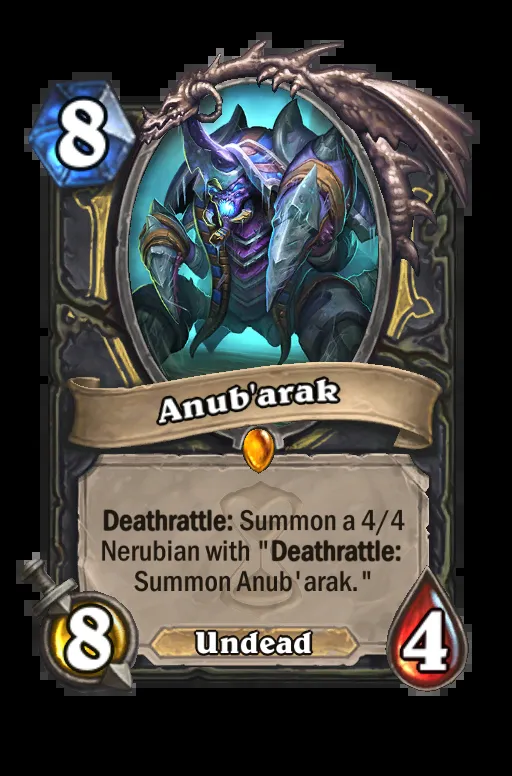 8
Anub'arak
Deathrattle: Summon a 4/4
Nerubian with "Deathrattle:
Summon Anub'arak."
8
Undead
4